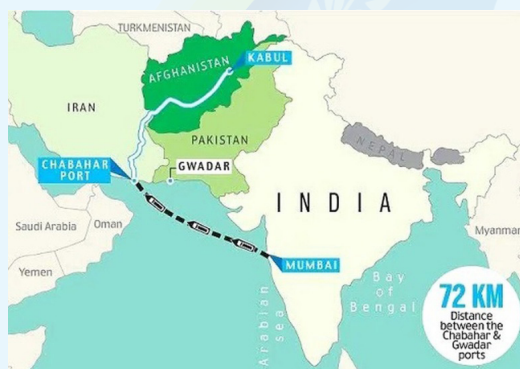 TURKMENISTAN
AFGHANISTAN
KABUL
IRAN
PAKISTAN
NEPAL
CHABAHAR
PORT
GWADAR
INDIA
Saudi Arabia
Oman
Myanmar
Yemen
MUMBAI
Arabian
sea
Bay
of
Bengal
72 KM
Distance
between the
Chabahar &
Gwadar
ports